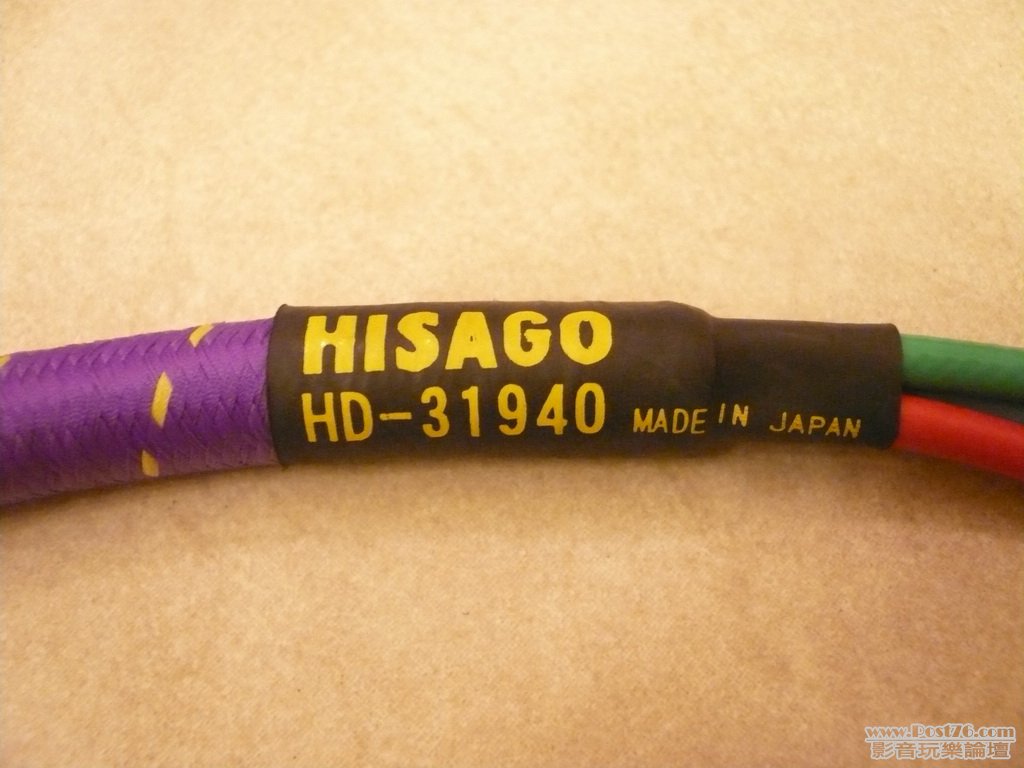 HISAGO
HD-31940 MADE IN JAPAN
www.Post76.com
影音玩樂論壇